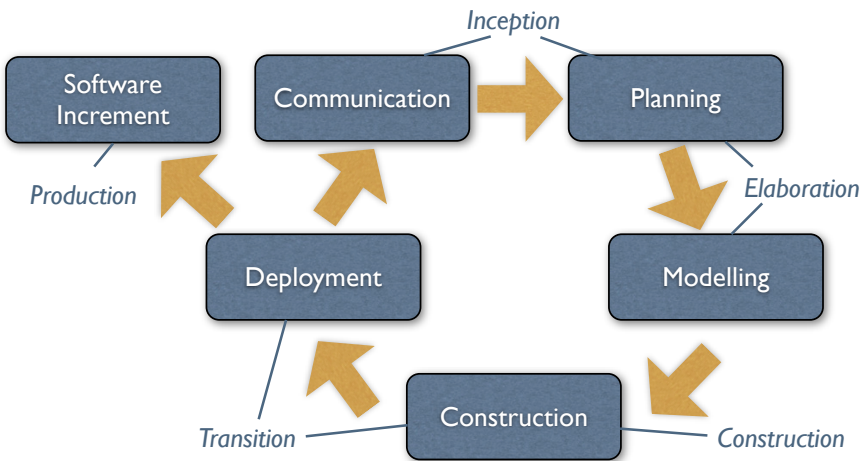 Inception
Software
Increment
Communication
Planning
Production
Elaboration
Deployment
Modelling
Transition
Construction
Construction